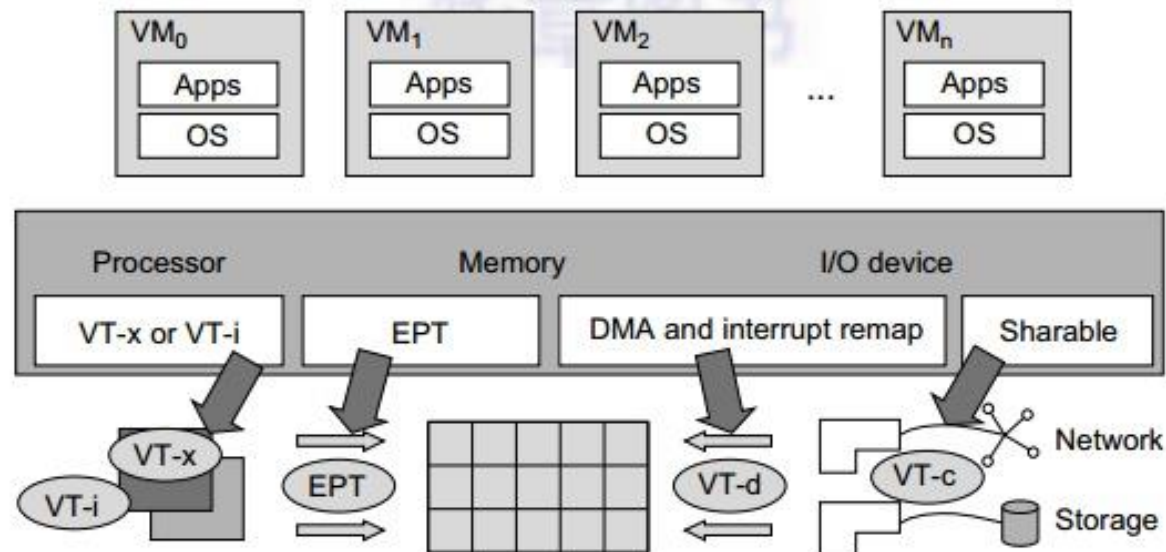 VM₀
Apps
OS
VM₁
Apps
OS
VM₂
Apps
OS
...
VMₙ
Apps
OS
Processor
Memory
I/O device
VT-x or VT-i
EPT
DMA and interrupt remap
Sharable
VT-x
VT-i
EPT
VT-d
VT-c
Network
Storage